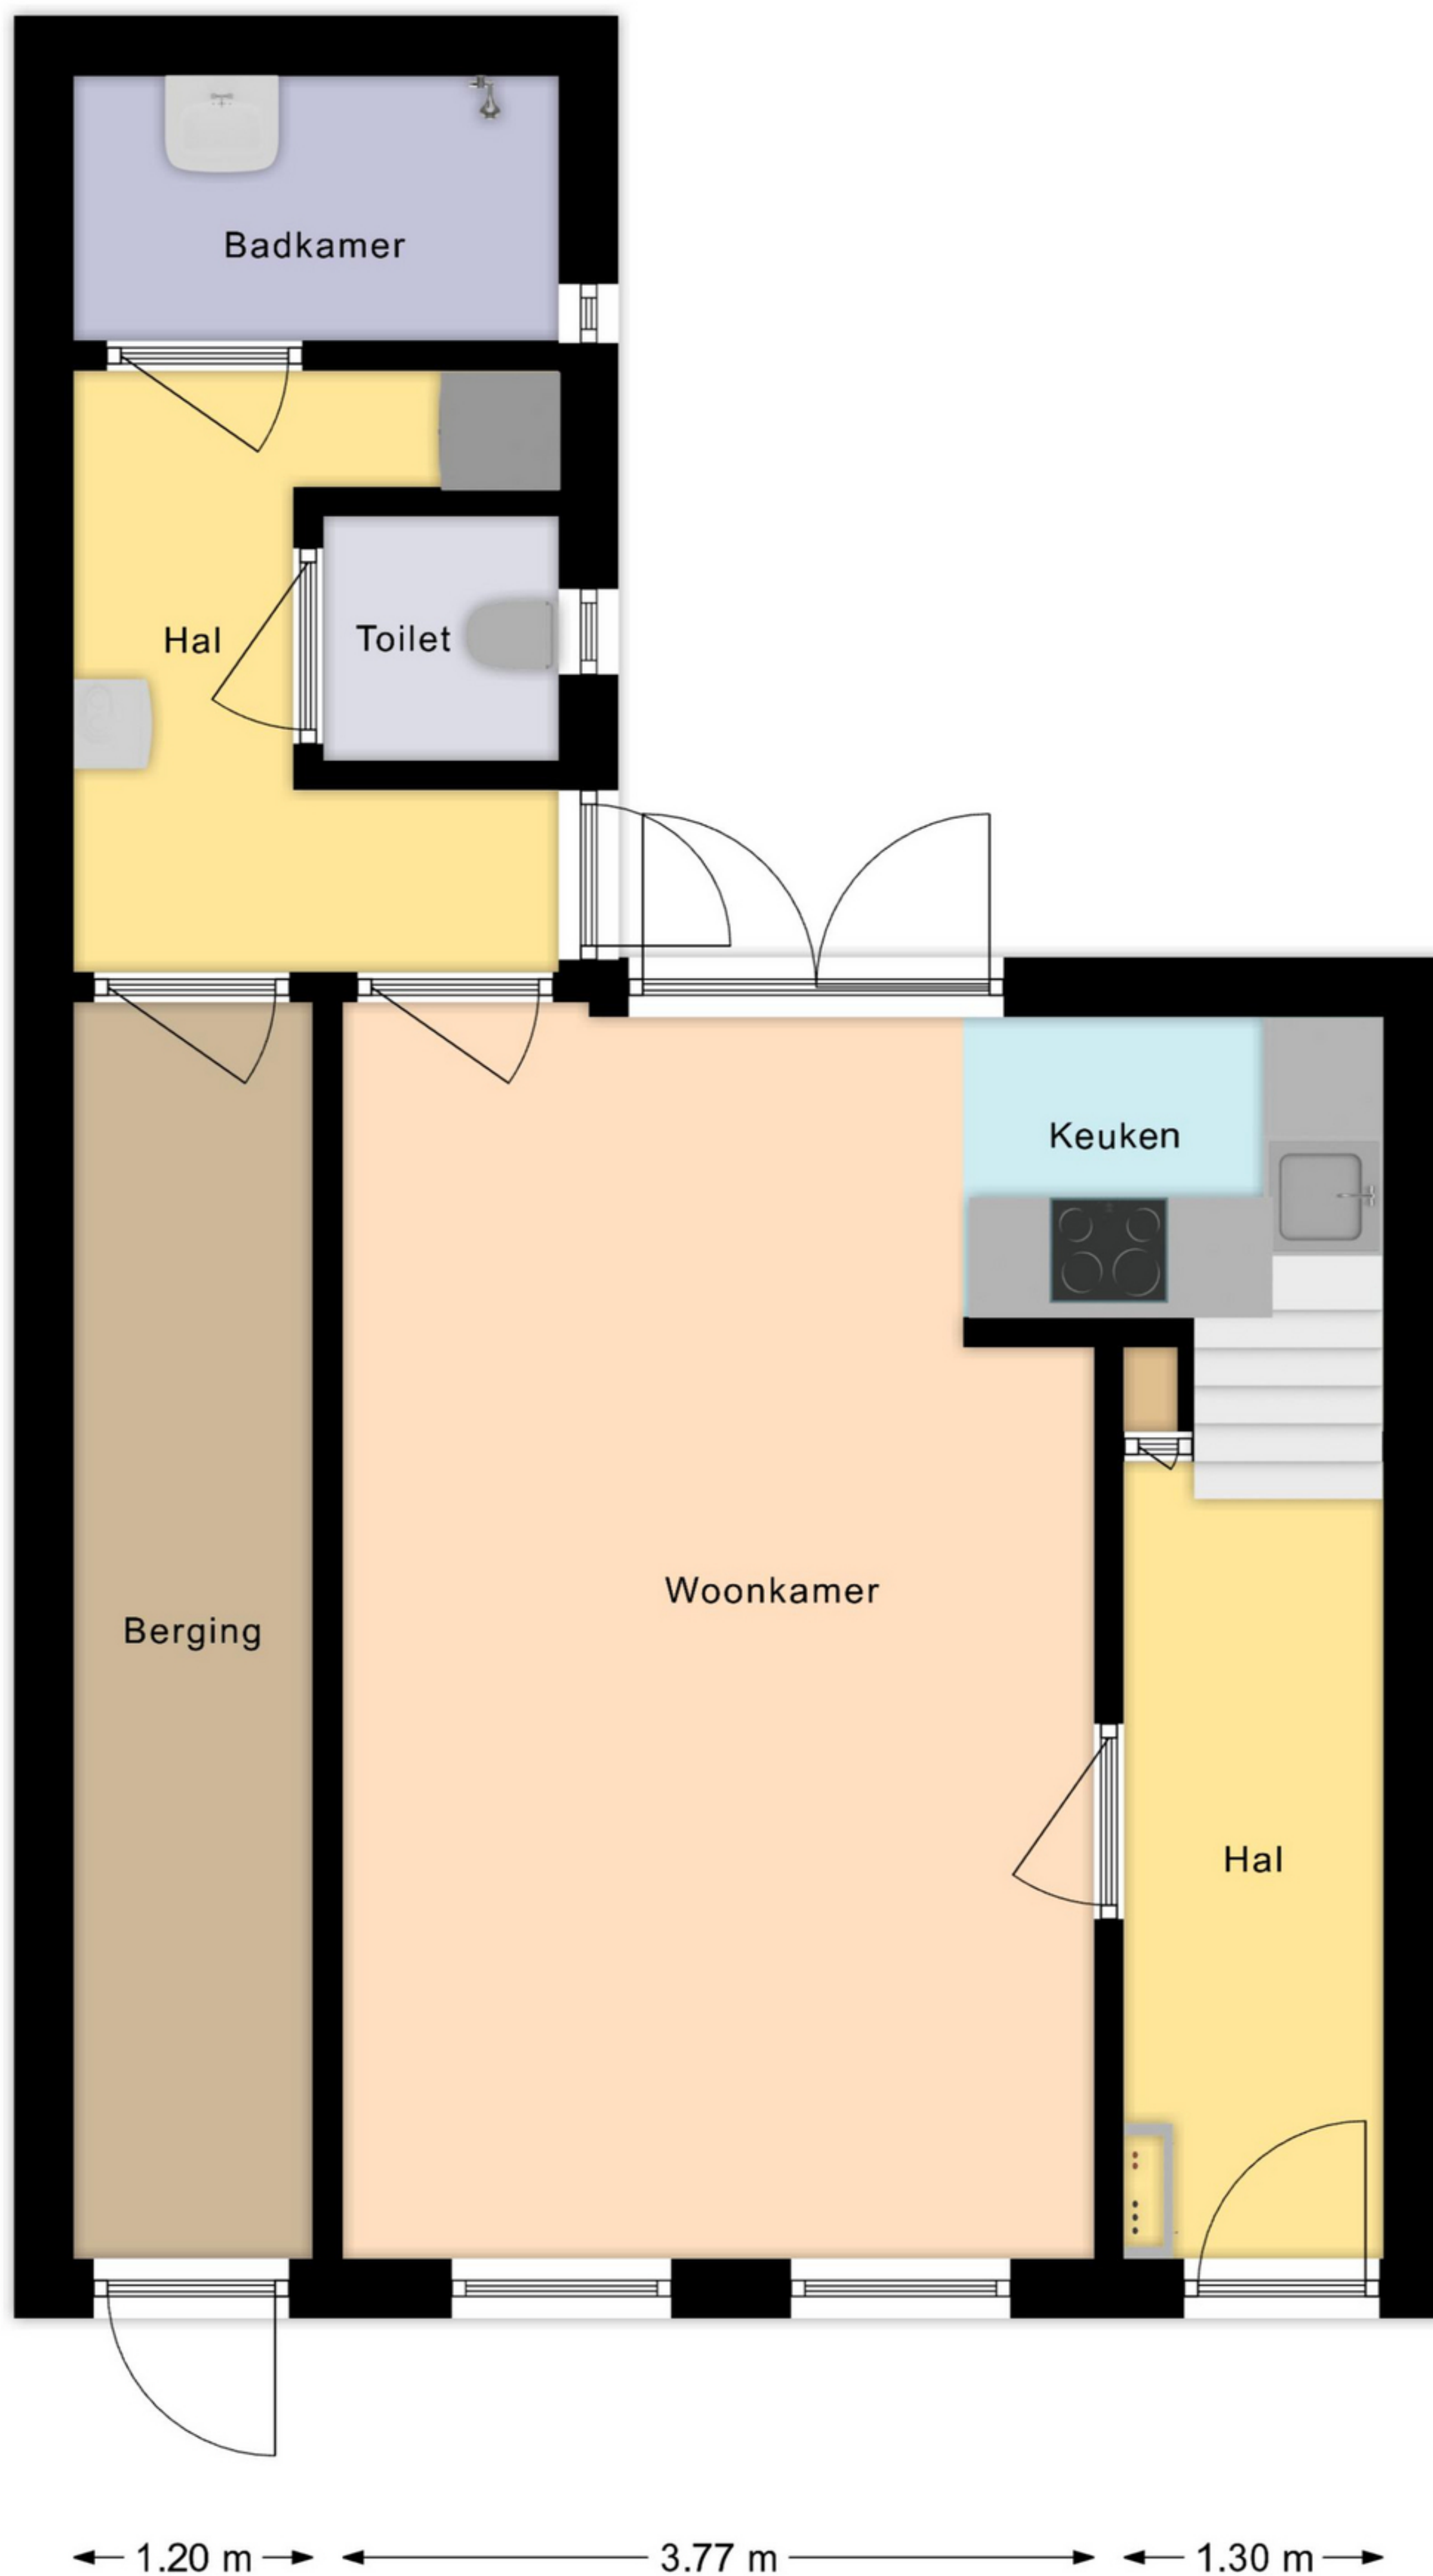 Badkamer
Hal
Toilet
Keuken
Woonkamer
Berging
Hal
1.20 m
3.77 m
1.30 m